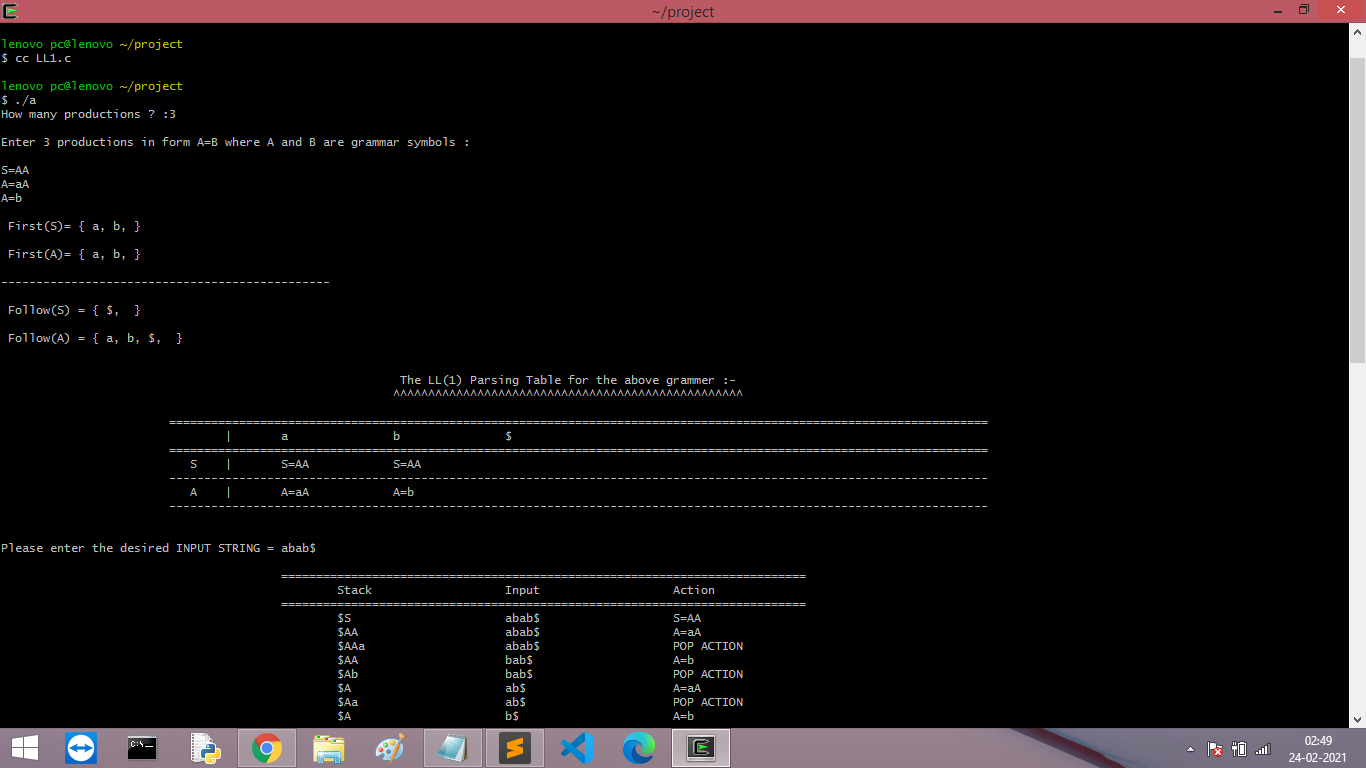 ~/project
lenovo pc@lenovo ~/project
$ cc LL1.c
lenovo pc@lenovo ~/project
$ ./a
How many productions ? :3
Enter 3 productions in form A=B where A and B are grammar symbols :
S=AA
A=aA
A=b
First(S)= { a, b, }
First(A)= { a, b, }
-----------------------------------------------
Follow(S) = { $,  }
Follow(A) = { a, b, $,  }
The LL(1) Parsing Table for the above grammer :-
^^^^^^^^^^^^^^^^^^^^^^^^^^^^^^^^^^^^^^^^^^^^^^^^^^
=====================================================================================================================
| a b $
=====================================================================================================================
S | S=AA S=AA
---------------------------------------------------------------------------------------------------------------------
A | A=aA A=b
---------------------------------------------------------------------------------------------------------------------
Please enter the desired INPUT STRING = abab$
===========================================================================
Stack Input Action
===========================================================================
$S abab$ S=AA
$AA abab$ A=aA
$AAa abab$ POP ACTION
$AA bab$ A=b
$Ab bab$ POP ACTION
$A ab$ A=aA
$Aa ab$ POP ACTION
$A b$ A=b
C:\_
02:49
24-02-2021